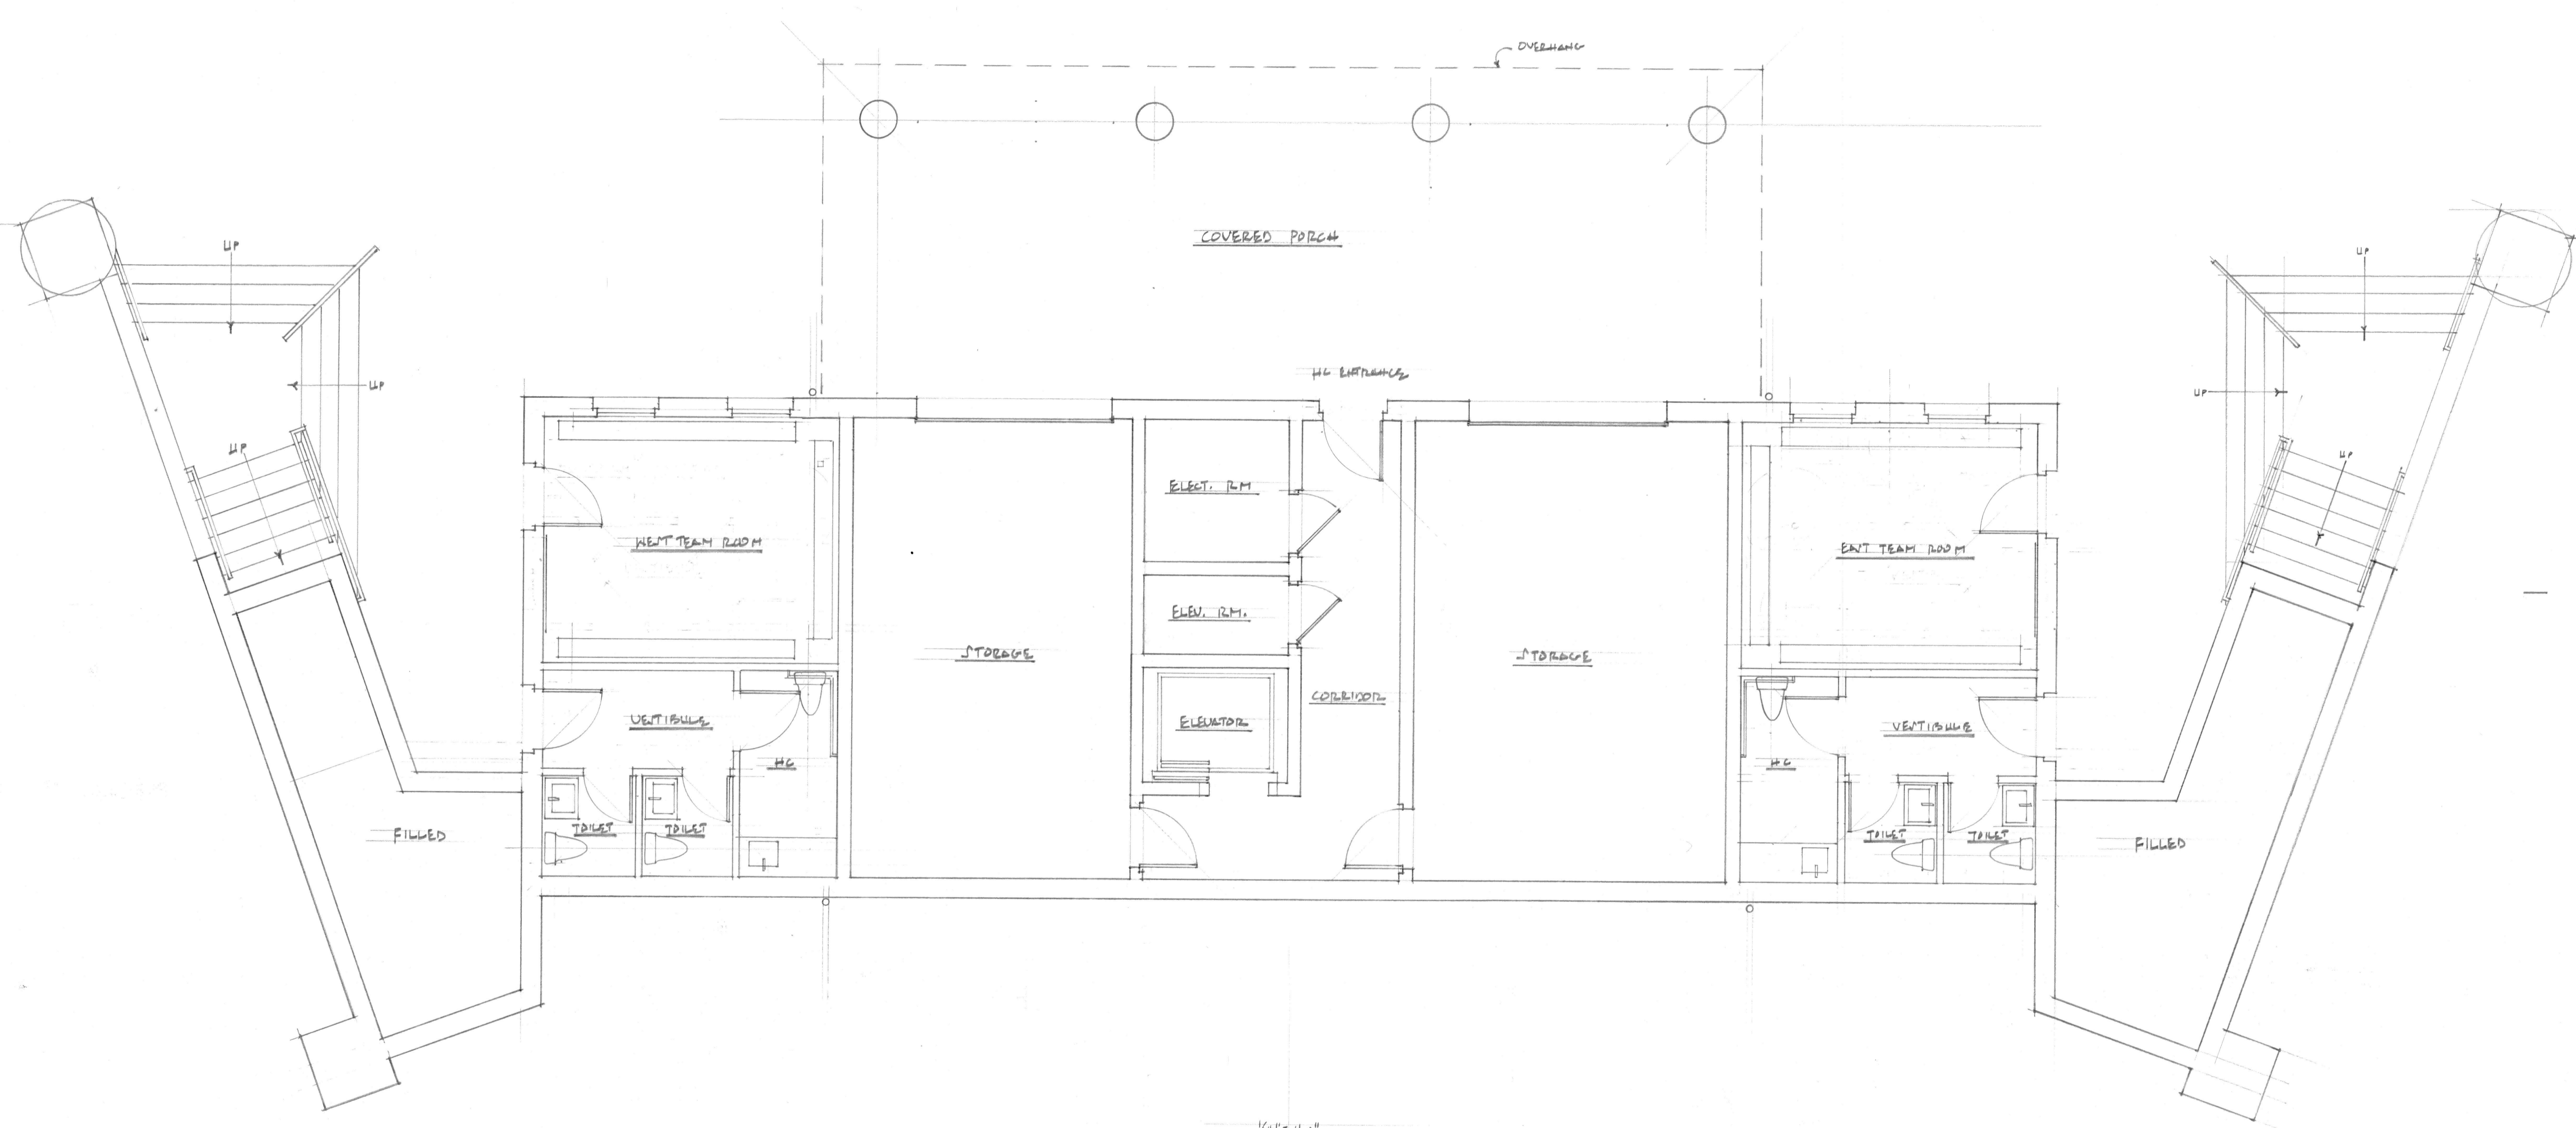 OVERHANG
COVERED PORCH
UP
UP
UP
UP
UP
UP
HC ENTRANCE
ELECT. RM
WEST TEAM ROOM
EAST TEAM ROOM
ELEV. RM.
STORAGE
STORAGE
CORRIDOR
VESTIBULE
ELEVATOR
VESTIBULE
HC
HC
TOILET
TOILET
TOILET
TOILET
FILLED
FILLED